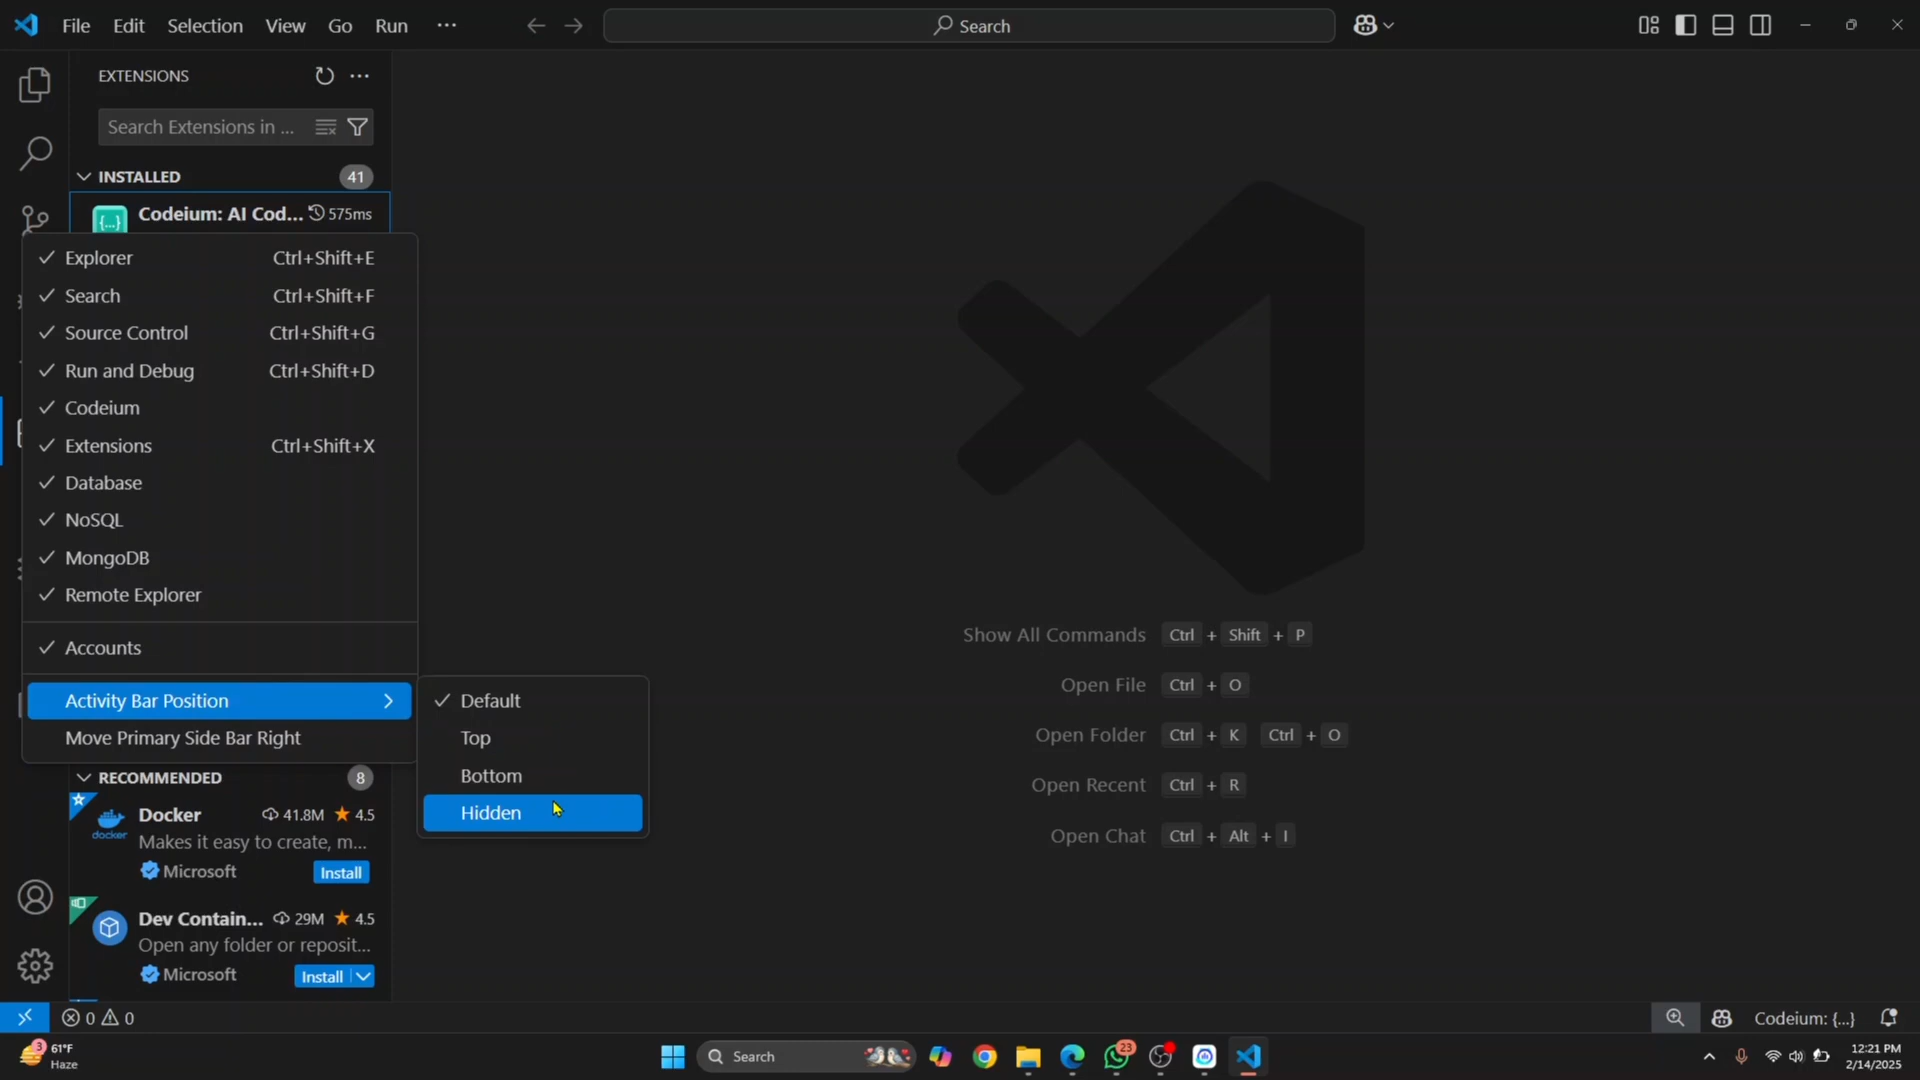 File Edit Selection View Go Run ···
Search
EXTENSIONS
Search Extensions in ...
INSTALLED 41
Codeium: AI Cod... 575ms
Explorer Ctrl+Shift+E
Search Ctrl+Shift+F
Source Control Ctrl+Shift+G
Run and Debug Ctrl+Shift+D
Codeium
Extensions Ctrl+Shift+X
Database
NoSQL
MongoDB
Remote Explorer
Accounts
Activity Bar Position
Move Primary Side Bar Right
Default
Top
Bottom
Hidden
RECOMMENDED 8
Docker 41.8M 4.5
docker
Makes it easy to create, m...
Microsoft Install
Dev Contain... 29M 4.5
Open any folder or reposit...
Microsoft Install
Show All Commands Ctrl + Shift + P
Open File Ctrl + O
Open Folder Ctrl + K Ctrl + O
Open Recent Ctrl + R
Open Chat Ctrl + Alt + I
0 0
Codeium: {...}
3 61°F
Haze
Search
23
12:21 PM
2/14/2025